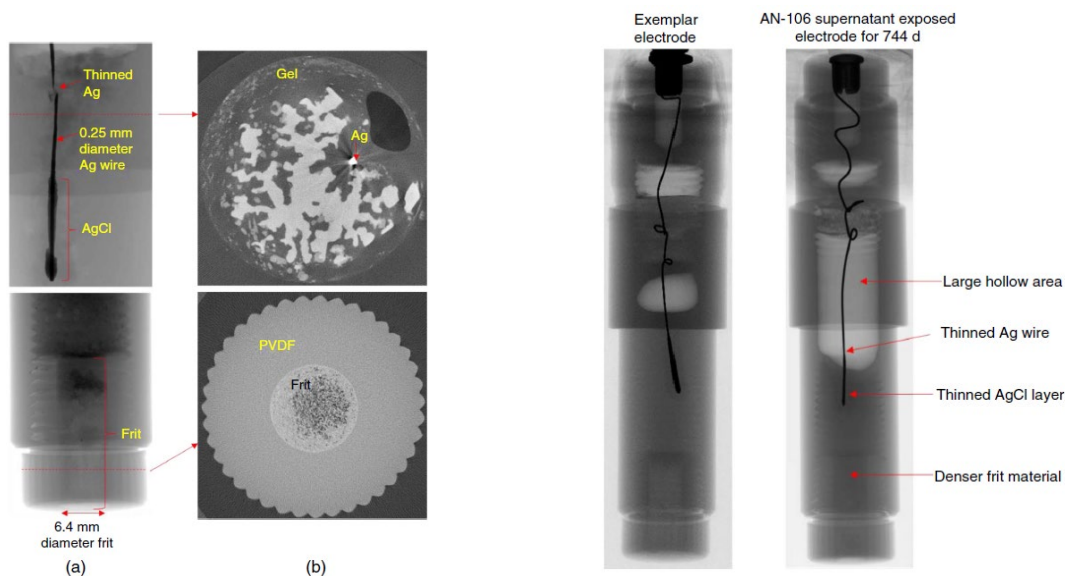 Thinned
Ag
0.25 mm
diameter
Ag wire
AgCl
Gel
Ag
Frit
6.4 mm
diameter frit
(a)
PVDF
Frit
(b)
Exemplar
electrode
AN-106 supernatant exposed
electrode for 744 d
Large hollow area
Thinned Ag wire
Thinned AgCl layer
Denser frit material